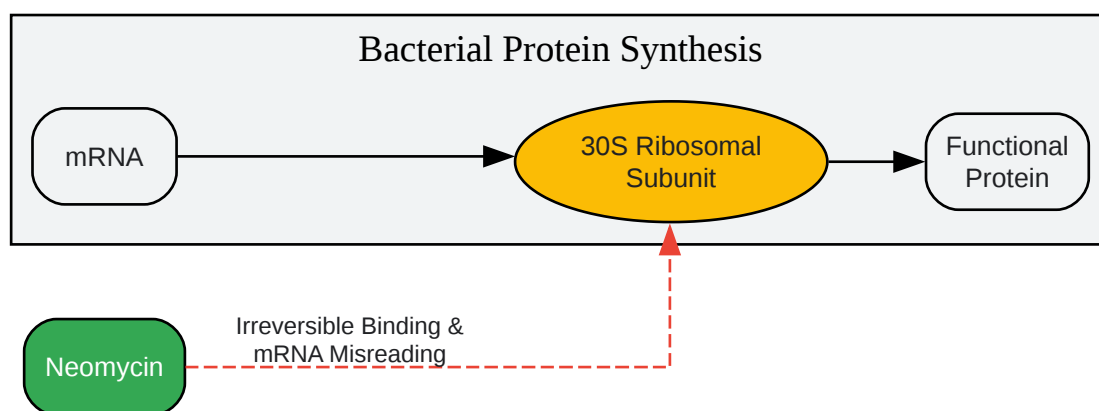 Bacterial Protein Synthesis
mRNA
30S Ribosomal
Subunit
Functional
Protein
Irreversible Binding &
mRNA Misreading
Neomycin